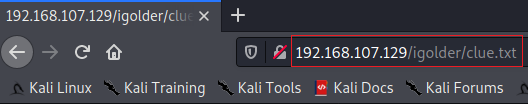 192.168.107.129/igolder/clue
192.168.107.129/igolder/clue.txt
Kali Linux Kali Training Kali Tools Kali Docs Kali Forums